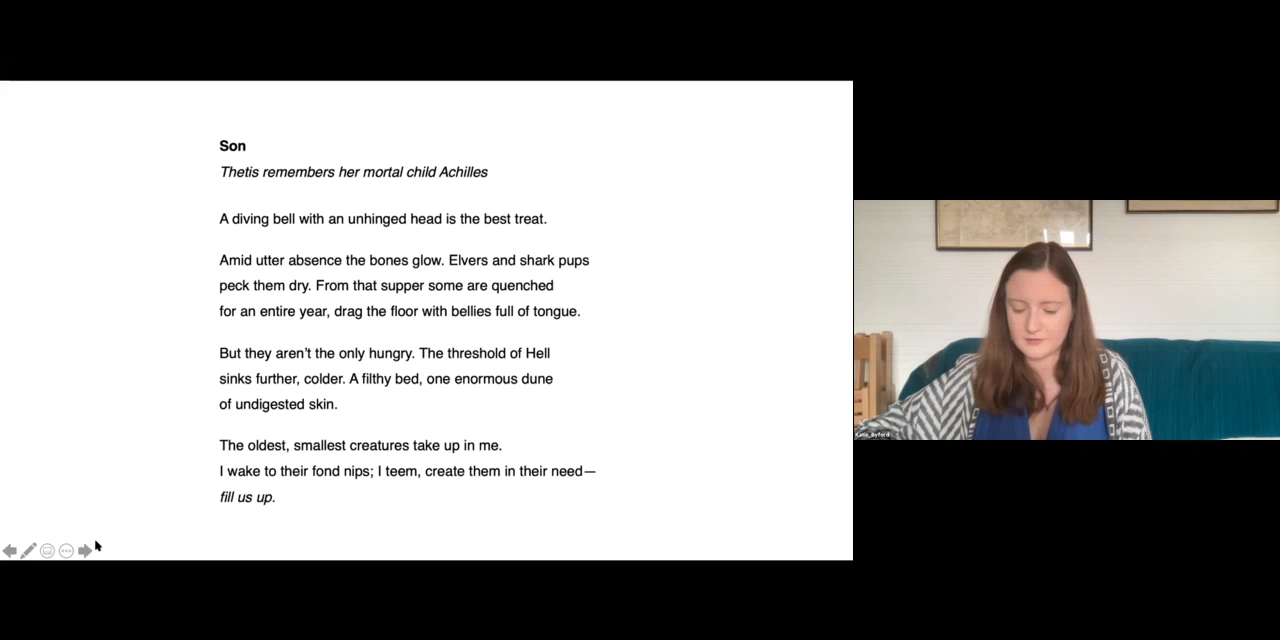 Son
Thetis remembers her mortal child Achilles
A diving bell with an unhinged head is the best treat.
Amid utter absence the bones glow. Elvers and shark pups
peck them dry. From that supper some are quenched
for an entire year, drag the floor with bellies full of tongue.
But they aren't the only hungry. The threshold of Hell
sinks further, colder. A filthy bed, one enormous dune
of undigested skin.
The oldest, smallest creatures take up in me.
I wake to their fond nips; I teem, create them in their need—
fill us up.
Katie_Byford